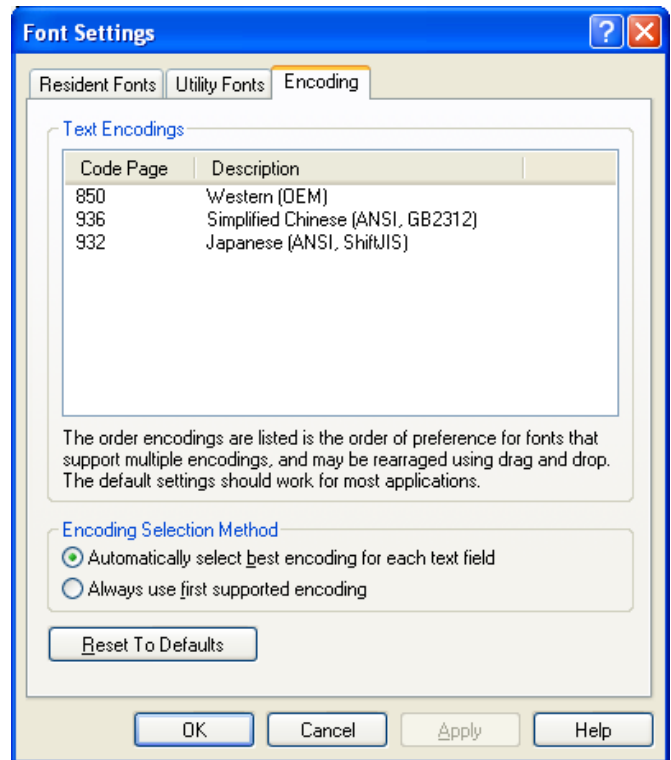 Font Settings
Resident Fonts Utility Fonts Encoding
Text Encodings
Code Page Description
850 Western (OEM)
936 Simplified Chinese (ANSI, GB2312)
932 Japanese (ANSI, ShiftJIS)
The order encodings are listed is the order of preference for fonts that
support multiple encodings, and may be rearraged using drag and drop.
The default settings should work for most applications.
Encoding Selection Method
Automatically select best encoding for each text field
Always use first supported encoding
Reset To Defaults
OK Cancel Apply Help